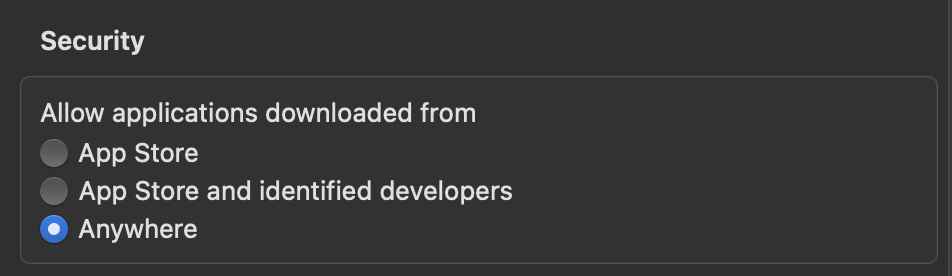 Security
Allow applications downloaded from
App Store
App Store and identified developers
Anywhere